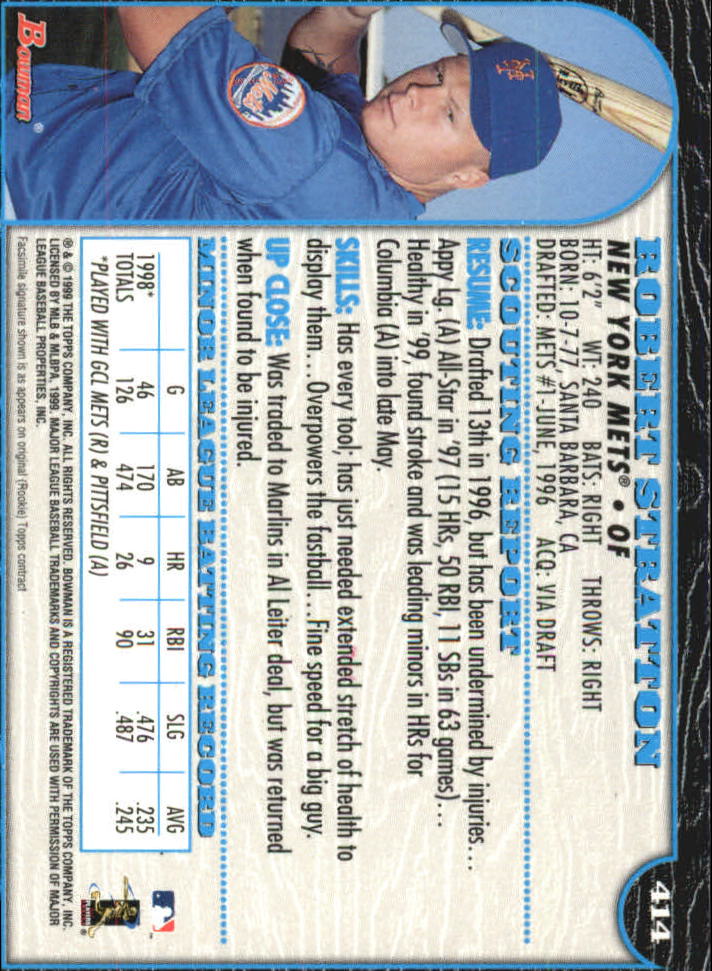 414
ROBERT STRATTON
NEW YORK METS® • OF
HT: 6'2" WT: 240 BATS: RIGHT THROWS: RIGHT
BORN: 10-7-77, SANTA BARBARA, CA
DRAFTED: METS #1-JUNE, 1996 ACQ: VIA DRAFT
SCOUTING REPORT
RESUME: Drafted 13th in 1996, but has been undermined by injuries...
Appy Lg. (A) All-Star in '97 (15 HRs, 50 RBI, 11 SBs in 63 games)...
Healthy in '99, found stroke and was leading minors in HRs for
Columbia (A) into late May.
SKILLS: Has every tool; has just needed extended stretch of health to
display them...Overpowers the fastball...Fine speed for a big guy.
UP CLOSE: Was traded to Marlins in Al Leiter deal, but was returned
when found to be injured.
MINOR LEAGUE BATTING RECORD
G AB HR RBI SLG AVG
1998* 46 170 9 31 .476 .235
TOTALS 126 474 26 90 .487 .245
*PLAYED WITH GCL METS (R) & PITTSFIELD (A)
® & © 1999 THE TOPPS COMPANY, INC. ALL RIGHTS RESERVED. BOWMAN IS A REGISTERED TRADEMARK OF THE TOPPS COMPANY, INC.
LICENSED BY MLB & MLBPA, 1999. MAJOR LEAGUE BASEBALL TRADEMARKS AND COPYRIGHTS ARE USED WITH PERMISSION OF MAJOR
LEAGUE BASEBALL PROPERTIES, INC.
Facsimile signature shown is as appears on original (Rookie) Topps contract
Bowman®
Mets
NY